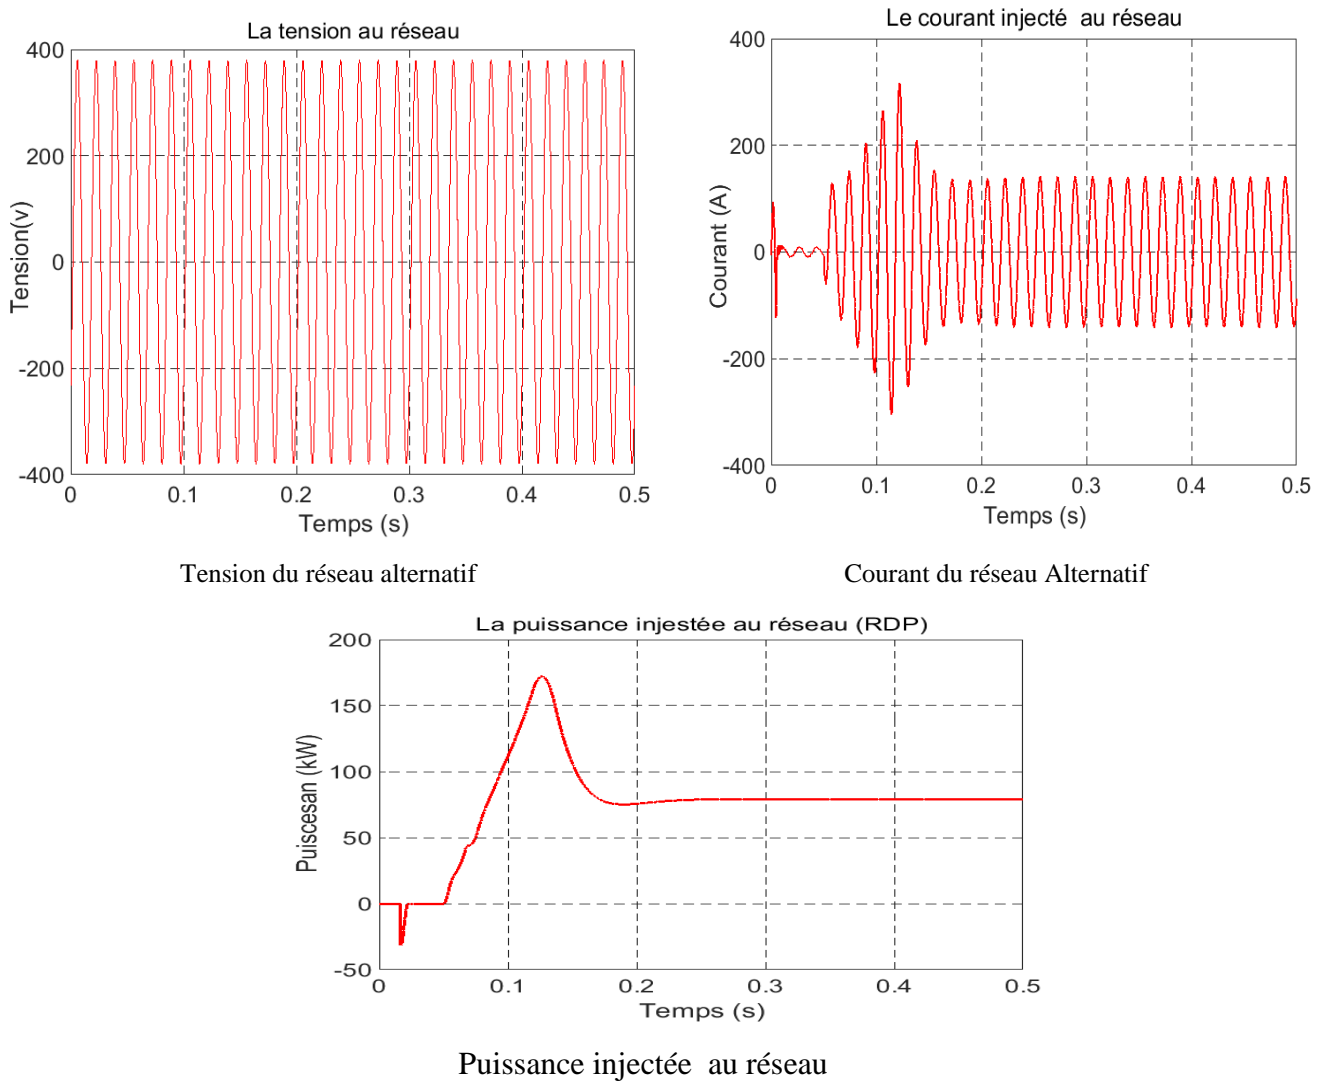 La tension au réseau
400
200
0
-200
-400
Tension(v)
0 0.1 0.2 0.3 0.4 0.5
Temps (s)
Tension du réseau alternatif
Le courant injecté au réseau
400
200
0
-200
-400
Courant (A)
0 0.1 0.2 0.3 0.4 0.5
Temps (s)
Courant du réseau Alternatif
La puissance injestée au réseau (RDP)
200
150
100
50
0
-50
Puiscesan (kW)
0 0.1 0.2 0.3 0.4 0.5
Temps (s)
Puissance injectée au réseau